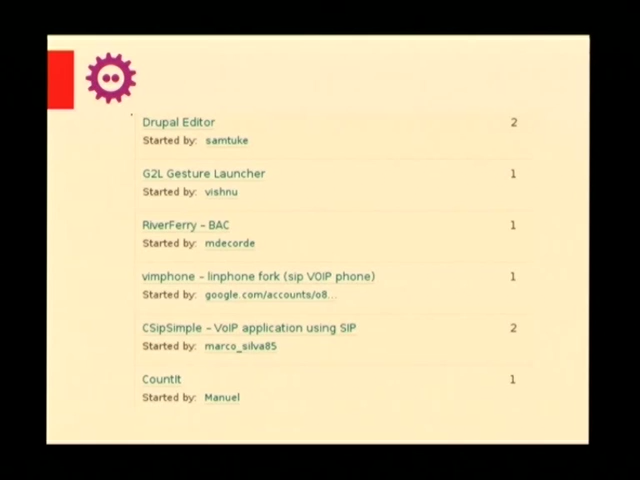 Drupal Editor 2
Started by: samtuke
G2L Gesture Launcher 1
Started by: vishnu
RiverFerry – BAC 1
Started by: mdecorde
vimphone – linphone fork (sip VOIP phone) 1
Started by: google.com/accounts/o8...
CSipSimple – VoIP application using SIP 2
Started by: marco_silva85
CountIt 1
Started by: Manuel